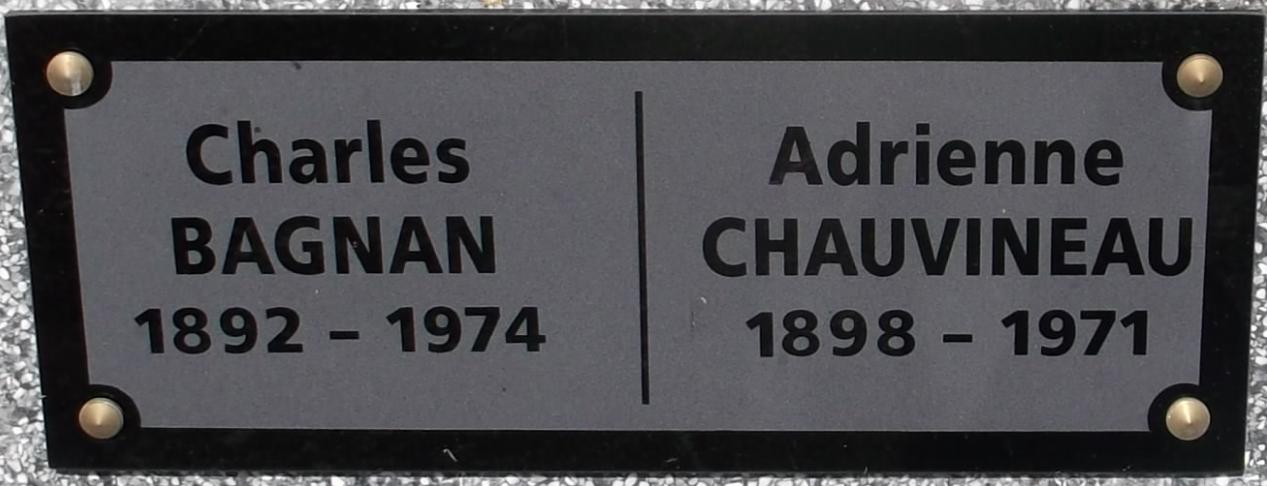 Charles
BAGNAN
1892 – 1974
Adrienne
CHAUVINEAU
1898 – 1971